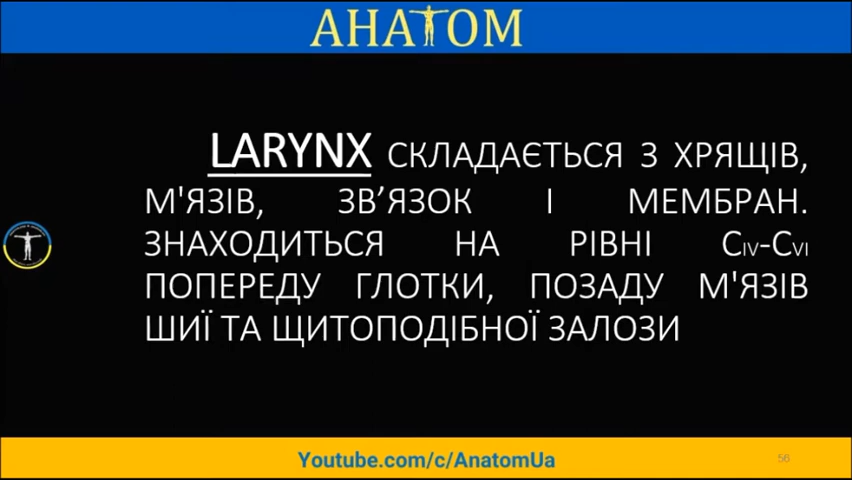 АНАТОМ
LARYNX СКЛАДАЄТЬСЯ З ХРЯЩІВ,
М'ЯЗІВ, ЗВ’ЯЗОК І МЕМБРАН.
ЗНАХОДИТЬСЯ НА РІВНІ CIV-CVI
ПОПЕРЕДУ ГЛОТКИ, ПОЗАДУ М'ЯЗІВ
ШИЇ ТА ЩИТОПОДІБНОЇ ЗАЛОЗИ
Youtube.com/c/AnatomUa
56